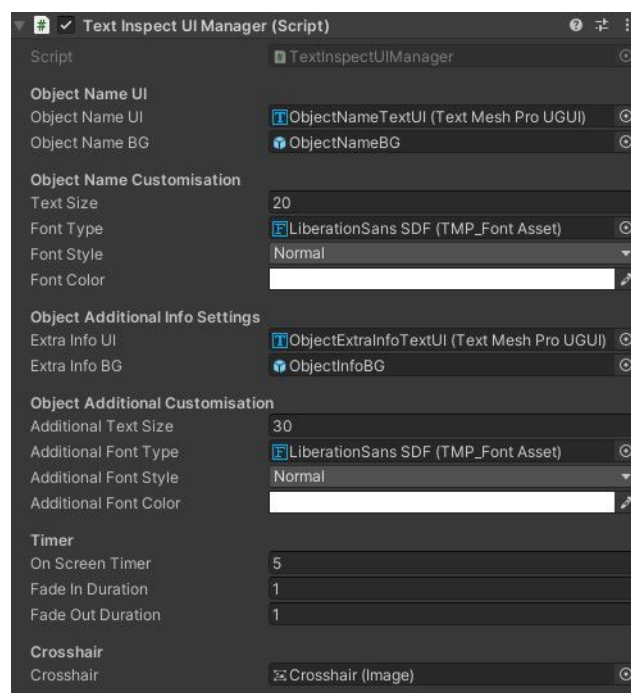 Text Inspect UI Manager (Script)
Script TextInspectUIManager
Object Name UI
Object Name UI ObjectNameTextUI (Text Mesh Pro UGUI)
Object Name BG ObjectNameBG
Object Name Customisation
Text Size 20
Font Type LiberationSans SDF (TMP_Font Asset)
Font Style Normal
Font Color
Object Additional Info Settings
Extra Info UI ObjectExtraInfoTextUI (Text Mesh Pro UGUI)
Extra Info BG ObjectInfoBG
Object Additional Customisation
Additional Text Size 30
Additional Font Type LiberationSans SDF (TMP_Font Asset)
Additional Font Style Normal
Additional Font Color
Timer
On Screen Timer 5
Fade In Duration 1
Fade Out Duration 1
Crosshair
Crosshair Crosshair (Image)